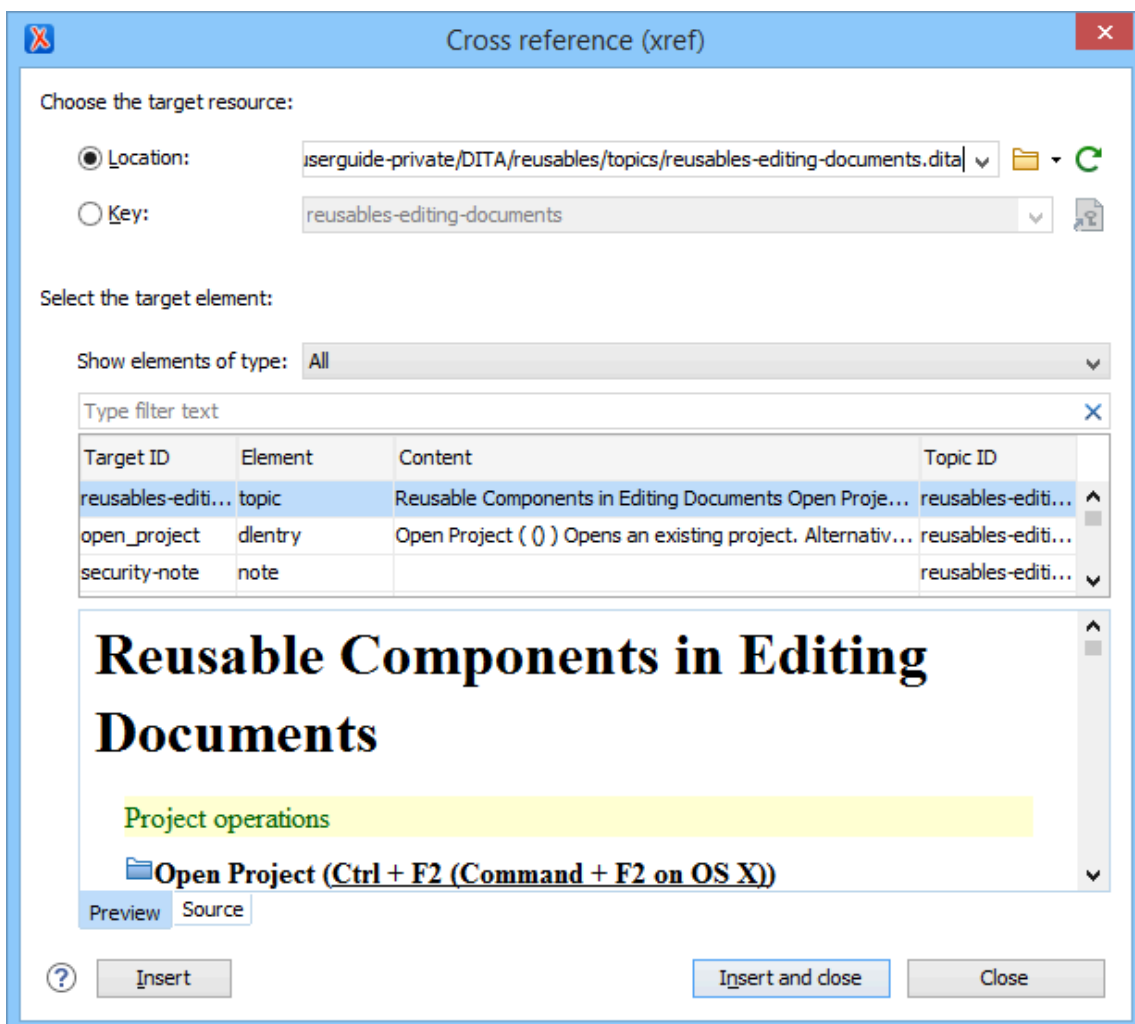 Cross reference (xref)
Choose the target resource:
Location: userguide-private/DITA/reusables/topics/reusables-editing-documents.dita
Key: reusables-editing-documents
Select the target element:
Show elements of type: All
Type filter text
Target ID Element Content Topic ID
reusables-editi... topic Reusable Components in Editing Documents Open Proje... reusables-editi...
open_project dlentry Open Project ( () ) Opens an existing project. Alternativ... reusables-editi...
security-note note reusables-editi...
Reusable Components in Editing
Documents
Project operations
Open Project (Ctrl + F2 (Command + F2 on OS X))
Preview Source
? Insert Insert and close Close